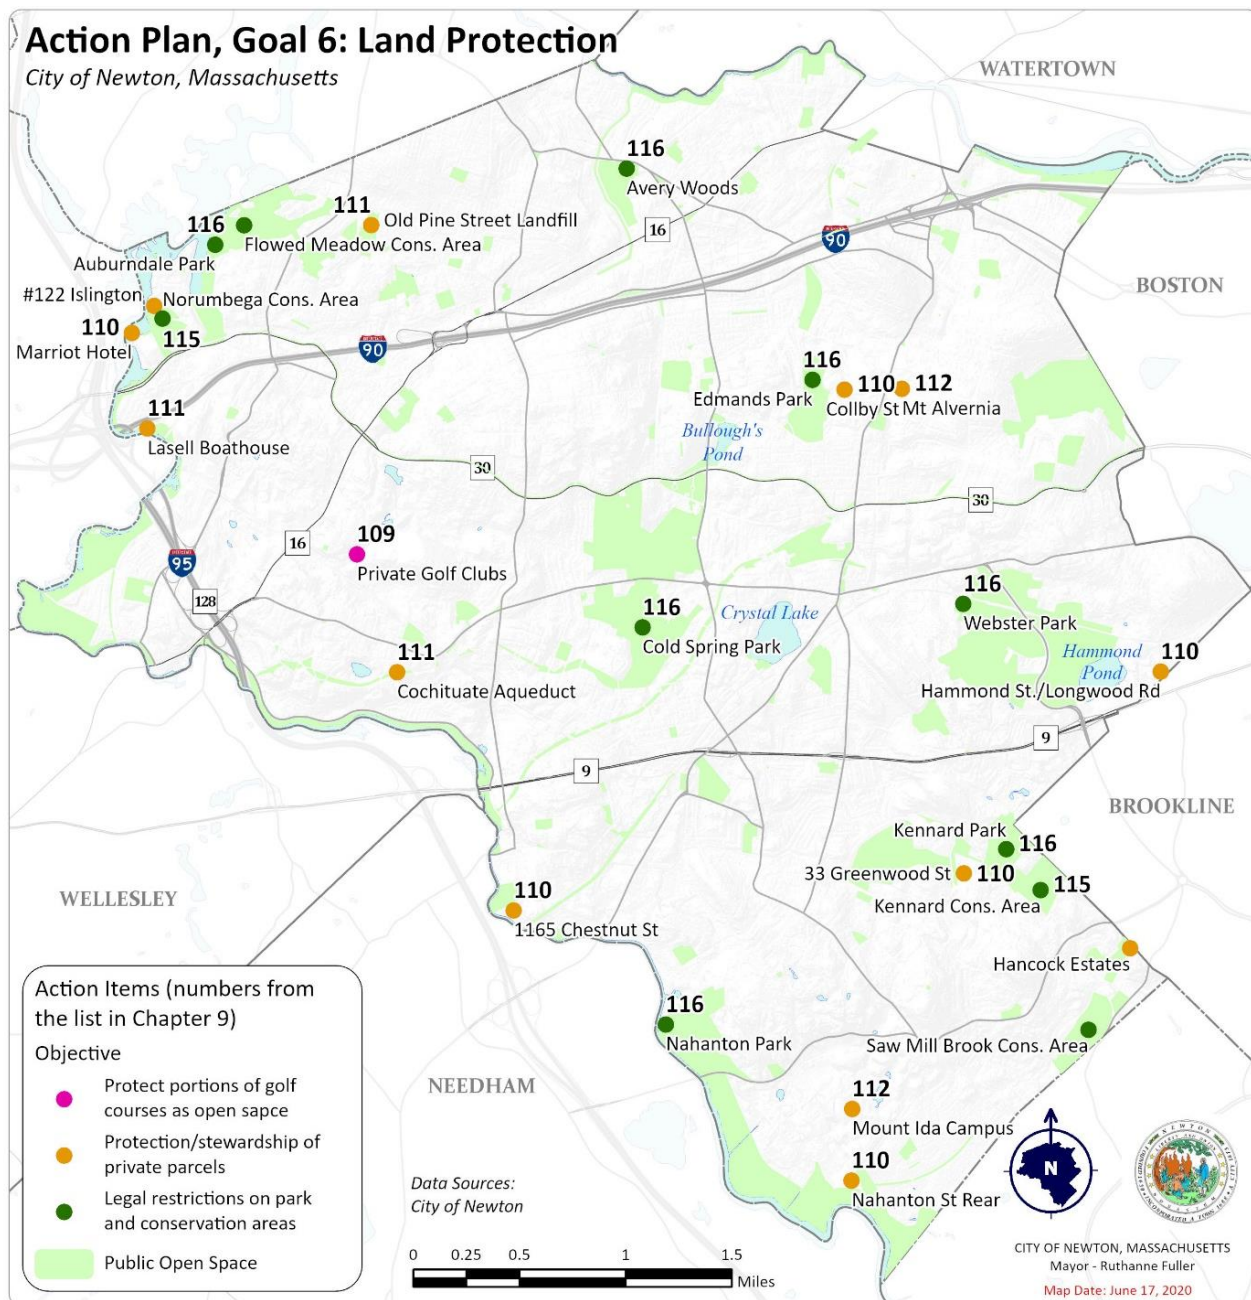 Action Plan, Goal 6: Land Protection
City of Newton, Massachusetts
WATERTOWN
116
Avery Woods
16
90
111
Old Pine Street Landfill
116
Flowed Meadow Cons. Area
Auburndale Park
#122 Islington
Norumbega Cons. Area
BOSTON
110
115
Marriot Hotel
90
116
Edmands Park
110
Collby St
112
Mt Alvernia
111
Lasell Boathouse
Bullough's
Pond
30
30
16
95
109
Private Golf Clubs
128
116
Cold Spring Park
Crystal Lake
116
Webster Park
Hammond
Pond
110
Hammond St./Longwood Rd
111
Cochituate Aqueduct
9
9
BROOKLINE
Kennard Park
116
33 Greenwood St
110
115
Kennard Cons. Area
WELLESLEY
110
1165 Chestnut St
Hancock Estates
116
Nahanton Park
Saw Mill Brook Cons. Area
NEEDHAM
112
Mount Ida Campus
110
Nahanton St Rear
Action Items (numbers from
the list in Chapter 9)
Objective
Protect portions of golf
courses as open sapce
Protection/stewardship of
private parcels
Legal restrictions on park
and conservation areas
Public Open Space
Data Sources:
City of Newton
0 0.25 0.5 1 1.5
Miles
N
CITY OF NEWTON, MASSACHUSETTS
Mayor - Ruthanne Fuller
Map Date: June 17, 2020